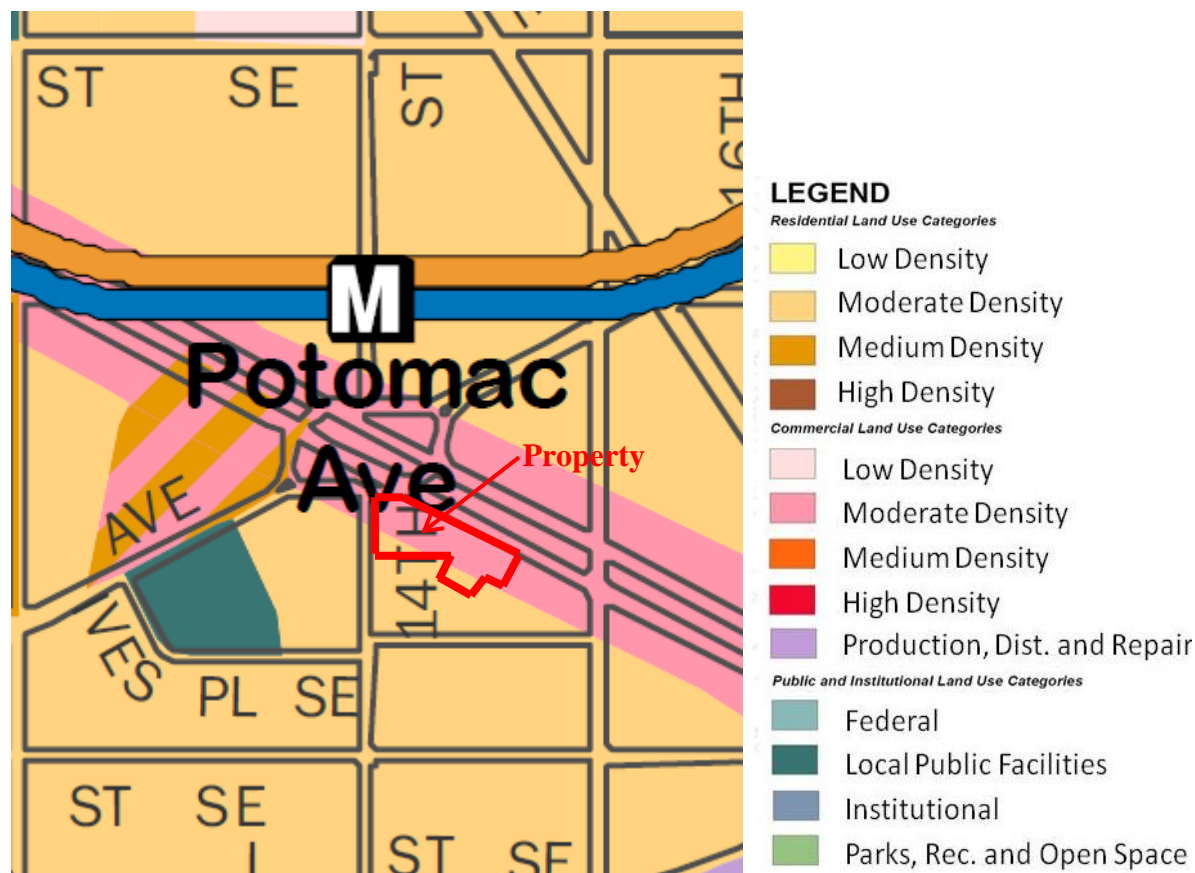 ST SE
ST
16TH
M
Potomac
Ave
Property
14TH
AVE
IVES
PL SE
ST SE
ST SE
LEGEND
Residential Land Use Categories
Low Density
Moderate Density
Medium Density
High Density
Commercial Land Use Categories
Low Density
Moderate Density
Medium Density
High Density
Production, Dist. and Repair
Public and Institutional Land Use Categories
Federal
Local Public Facilities
Institutional
Parks, Rec. and Open Space